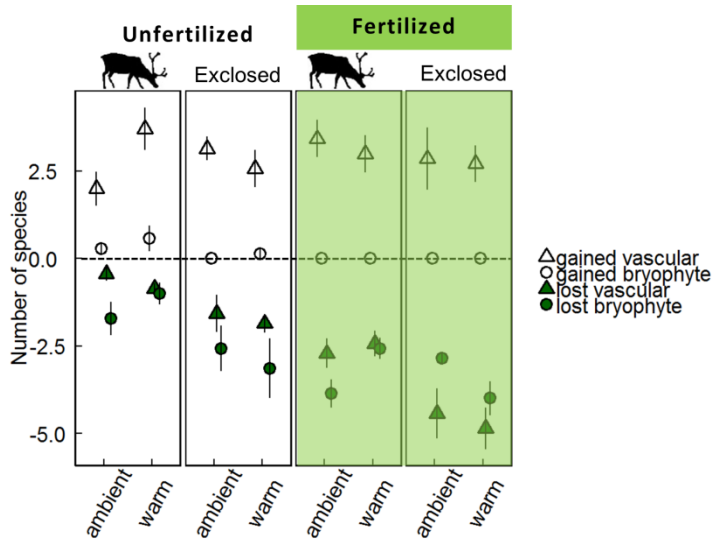 Unfertilized
Fertilized
Exclosed
Exclosed
Number of species
2.5
0.0
-2.5
-5.0
ambient
warm
ambient
warm
ambient
warm
ambient
warm
gained vascular
gained bryophyte
lost vascular
lost bryophyte